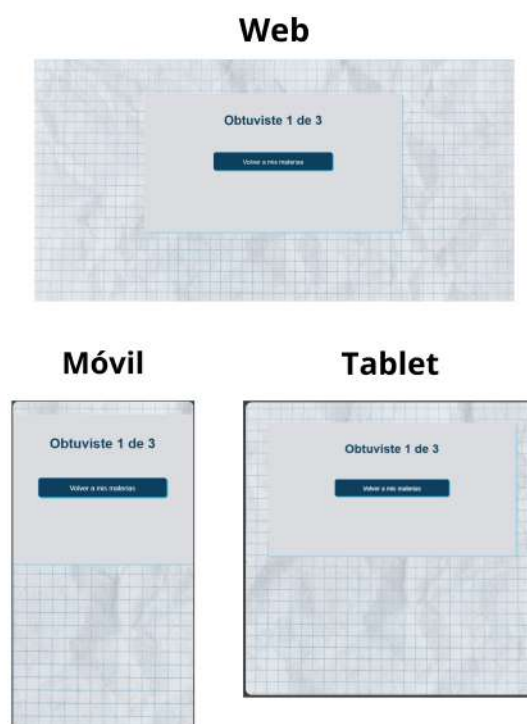 Web
Obtuviste 1 de 3
Volver a mis materias
Móvil
Obtuviste 1 de 3
Volver a mis materias
Tablet
Obtuviste 1 de 3
Volver a mis materias